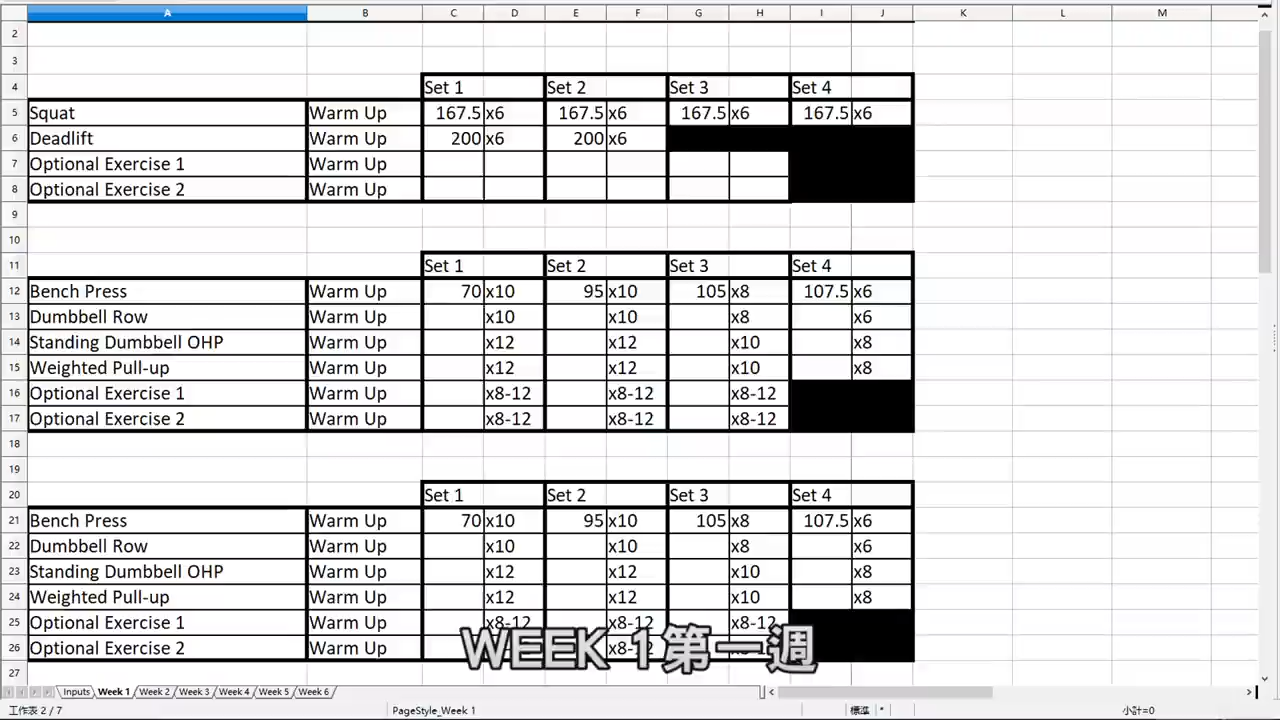 A B C D E F G H I J K L M
2
3
4 Set 1 Set 2 Set 3 Set 4
5 Squat Warm Up 167.5 x6 167.5 x6 167.5 x6 167.5 x6
6 Deadlift Warm Up 200 x6 200 x6
7 Optional Exercise 1 Warm Up
8 Optional Exercise 2 Warm Up
9
10
11 Set 1 Set 2 Set 3 Set 4
12 Bench Press Warm Up 70 x10 95 x10 105 x8 107.5 x6
13 Dumbbell Row Warm Up x10 x10 x8 x6
14 Standing Dumbbell OHP Warm Up x12 x12 x10 x8
15 Weighted Pull-up Warm Up x12 x12 x10 x8
16 Optional Exercise 1 Warm Up x8-12 x8-12 x8-12
17 Optional Exercise 2 Warm Up x8-12 x8-12 x8-12
18
19
20 Set 1 Set 2 Set 3 Set 4
21 Bench Press Warm Up 70 x10 95 x10 105 x8 107.5 x6
22 Dumbbell Row Warm Up x10 x10 x8 x6
23 Standing Dumbbell OHP Warm Up x12 x12 x10 x8
24 Weighted Pull-up Warm Up x12 x12 x10 x8
25 Optional Exercise 1 Warm Up x8-12 x8-12 x8-12
26 Optional Exercise 2 Warm Up
WEEK 1第一週
27
Inputs Week 1 Week 2 Week 3 Week 4 Week 5 Week 6
工作表 2 / 7 PageStyle_Week 1 標準 * 小計=0